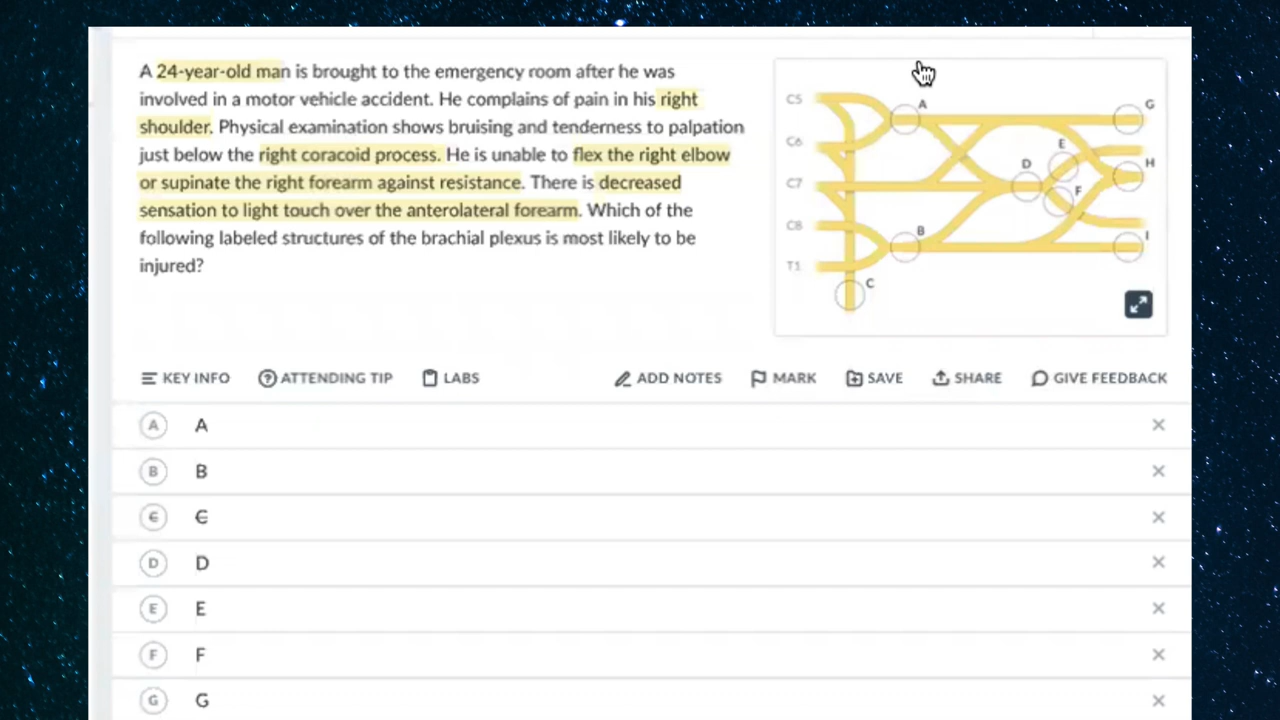 A 24-year-old man is brought to the emergency room after he was
involved in a motor vehicle accident. He complains of pain in his right
shoulder. Physical examination shows bruising and tenderness to palpation
just below the right coracoid process. He is unable to flex the right elbow
or supinate the right forearm against resistance. There is decreased
sensation to light touch over the anterolateral forearm. Which of the
following labeled structures of the brachial plexus is most likely to be
injured?
C5
A
G
C6
E
D
H
C7
F
C8
B
I
T1
C
KEY INFO
ATTENDING TIP
LABS
ADD NOTES
MARK
SAVE
SHARE
GIVE FEEDBACK
A A
B B
C C
D D
E E
F F
G G